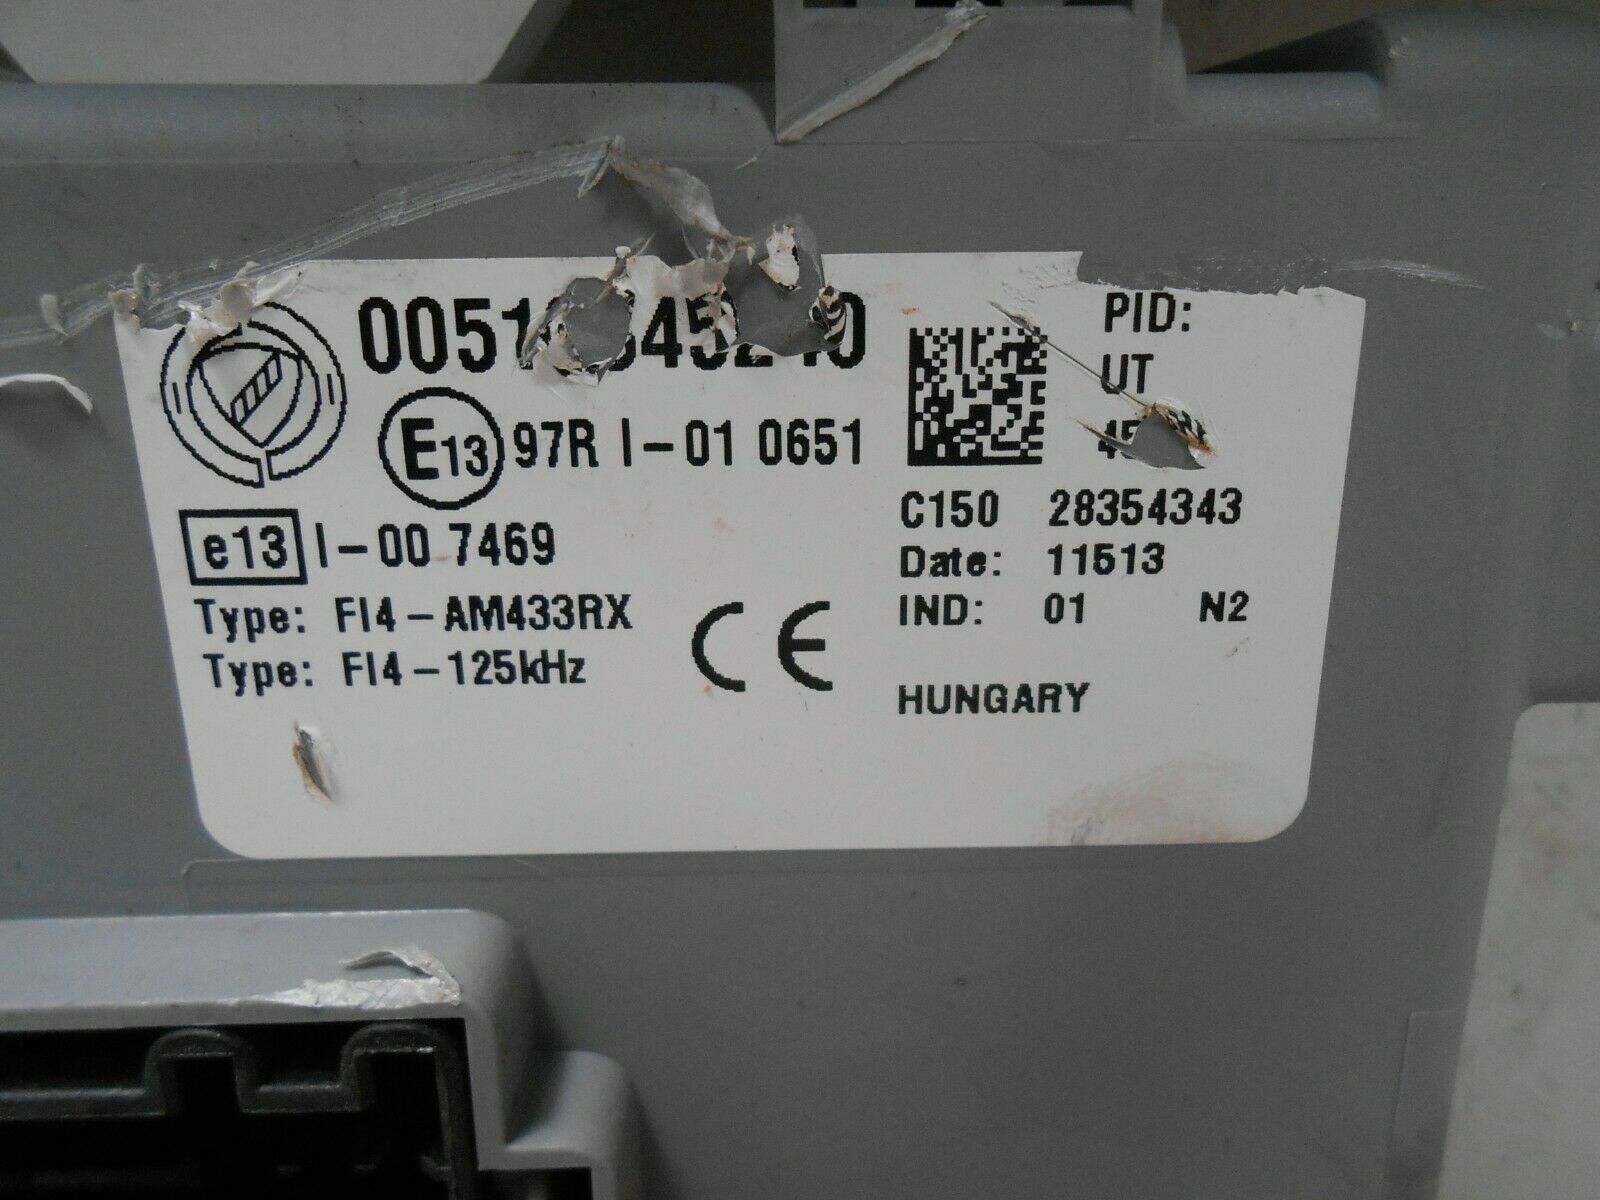 PID:
UT
E13 97R I-01 0651
C150 28354343
e13 I-00 7469
Date: 11513
Type: FI4-AM433RX
IND: 01 N2
Type: FI4-125kHz
CE
HUNGARY